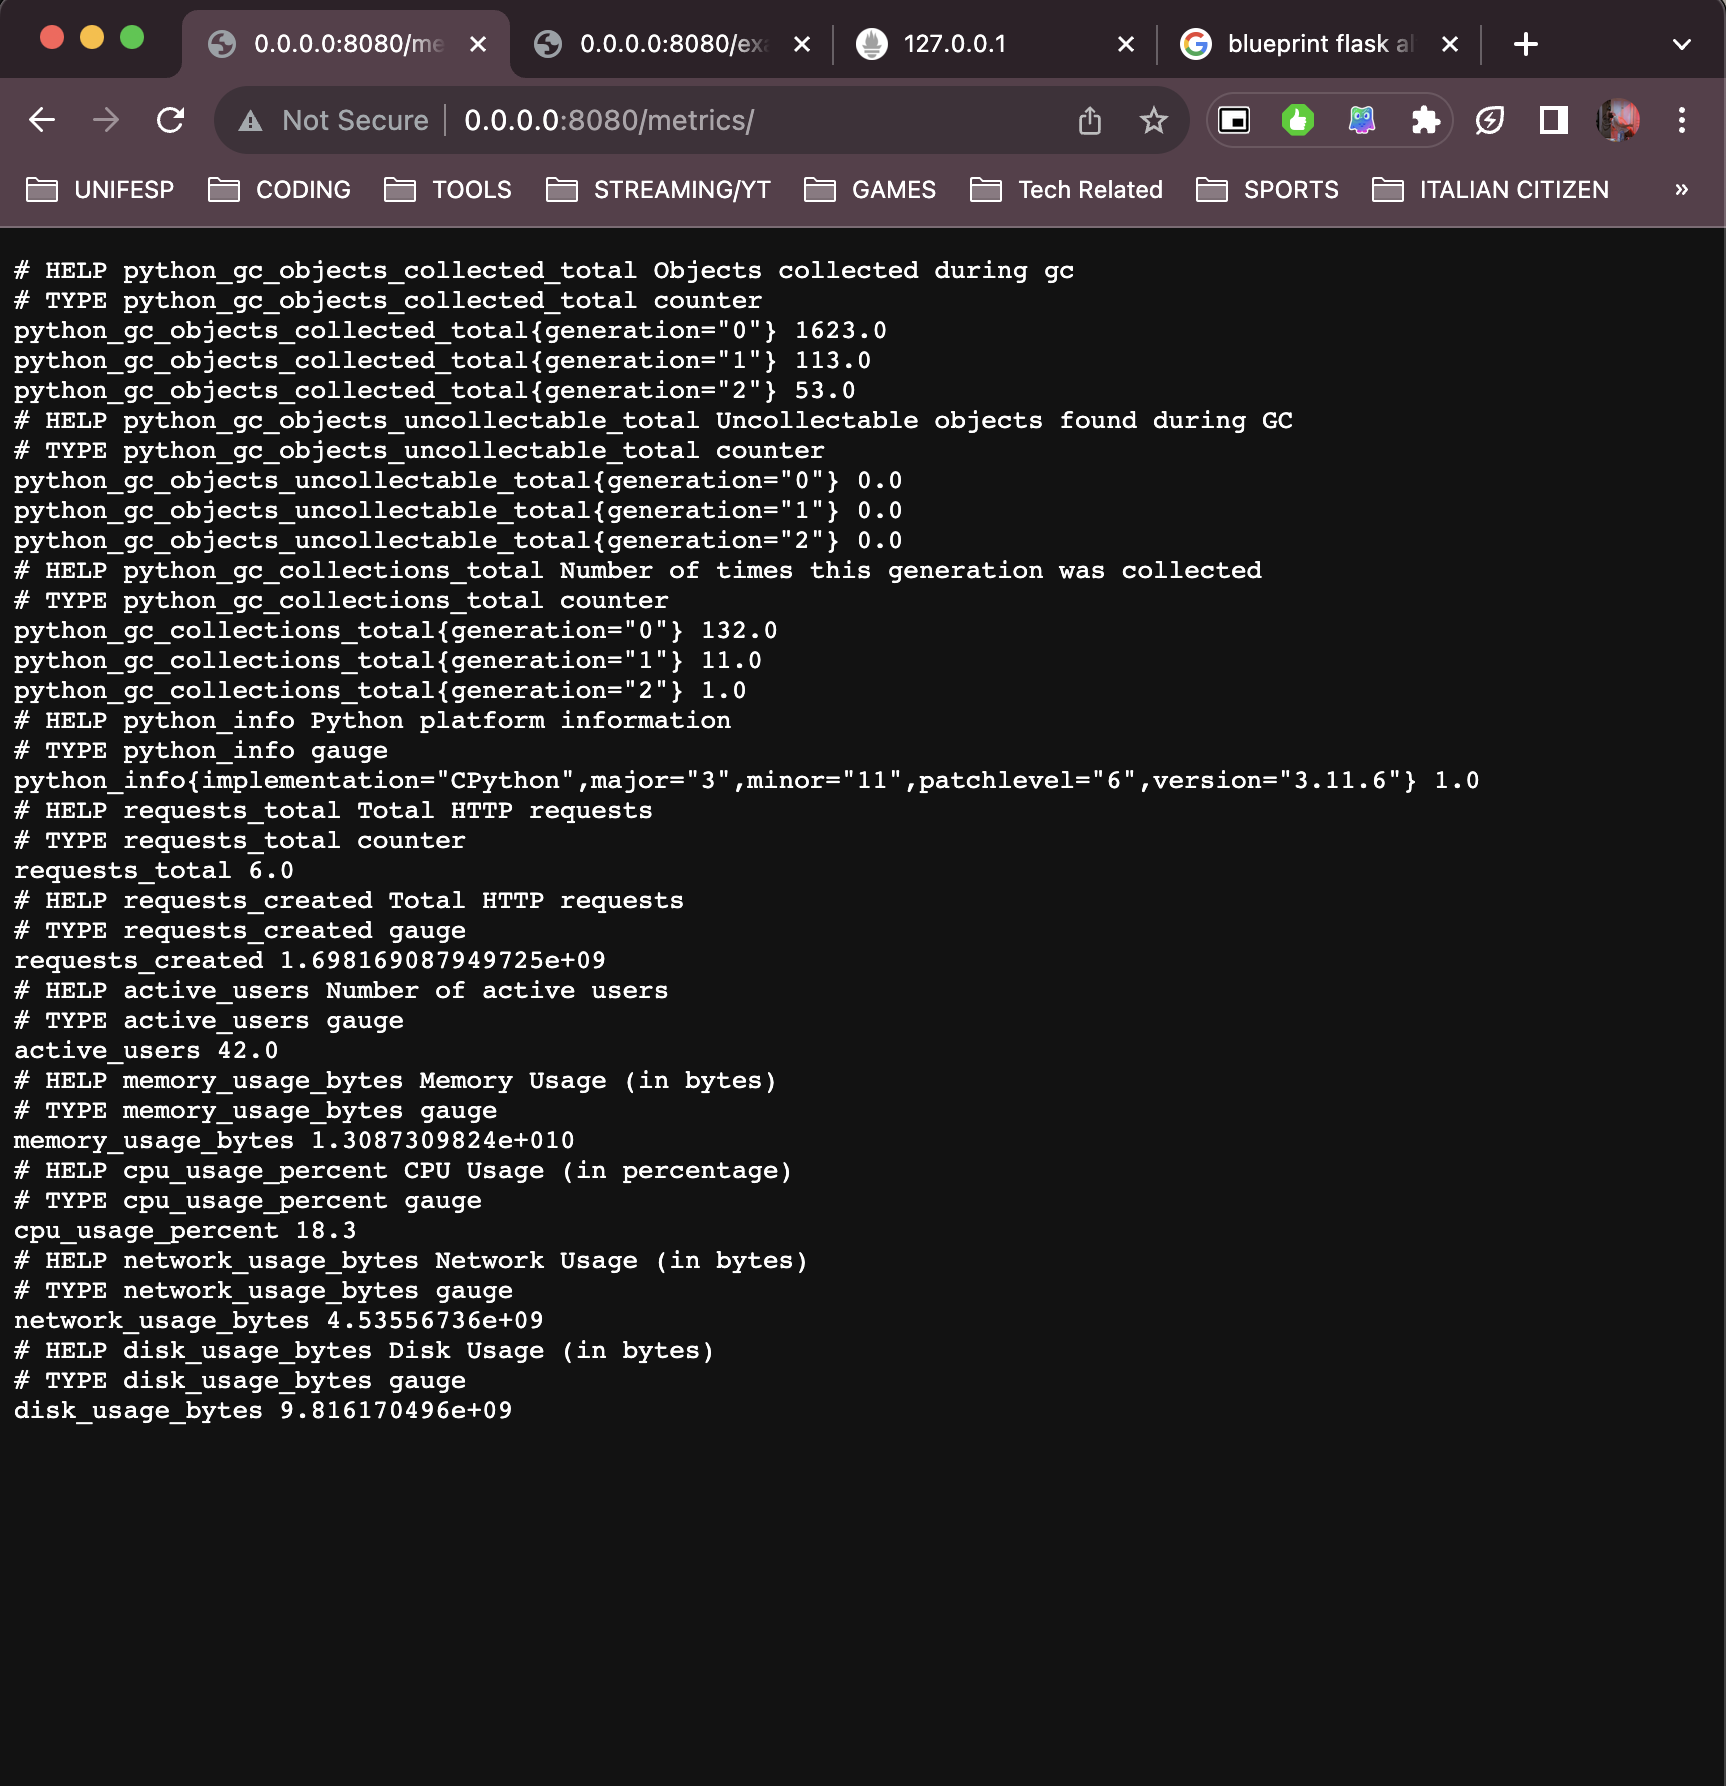 0.0.0.0:8080/me
0.0.0.0:8080/exa
127.0.0.1
blueprint flask al
Not Secure
0.0.0.0:8080/metrics/
UNIFESP
CODING
TOOLS
STREAMING/YT
GAMES
Tech Related
SPORTS
ITALIAN CITIZEN
»
# HELP python_gc_objects_collected_total Objects collected during gc
# TYPE python_gc_objects_collected_total counter
python_gc_objects_collected_total{generation="0"} 1623.0
python_gc_objects_collected_total{generation="1"} 113.0
python_gc_objects_collected_total{generation="2"} 53.0
# HELP python_gc_objects_uncollectable_total Uncollectable objects found during GC
# TYPE python_gc_objects_uncollectable_total counter
python_gc_objects_uncollectable_total{generation="0"} 0.0
python_gc_objects_uncollectable_total{generation="1"} 0.0
python_gc_objects_uncollectable_total{generation="2"} 0.0
# HELP python_gc_collections_total Number of times this generation was collected
# TYPE python_gc_collections_total counter
python_gc_collections_total{generation="0"} 132.0
python_gc_collections_total{generation="1"} 11.0
python_gc_collections_total{generation="2"} 1.0
# HELP python_info Python platform information
# TYPE python_info gauge
python_info{implementation="CPython",major="3",minor="11",patchlevel="6",version="3.11.6"} 1.0
# HELP requests_total Total HTTP requests
# TYPE requests_total counter
requests_total 6.0
# HELP requests_created Total HTTP requests
# TYPE requests_created gauge
requests_created 1.698169087949725e+09
# HELP active_users Number of active users
# TYPE active_users gauge
active_users 42.0
# HELP memory_usage_bytes Memory Usage (in bytes)
# TYPE memory_usage_bytes gauge
memory_usage_bytes 1.3087309824e+010
# HELP cpu_usage_percent CPU Usage (in percentage)
# TYPE cpu_usage_percent gauge
cpu_usage_percent 18.3
# HELP network_usage_bytes Network Usage (in bytes)
# TYPE network_usage_bytes gauge
network_usage_bytes 4.53556736e+09
# HELP disk_usage_bytes Disk Usage (in bytes)
# TYPE disk_usage_bytes gauge
disk_usage_bytes 9.816170496e+09